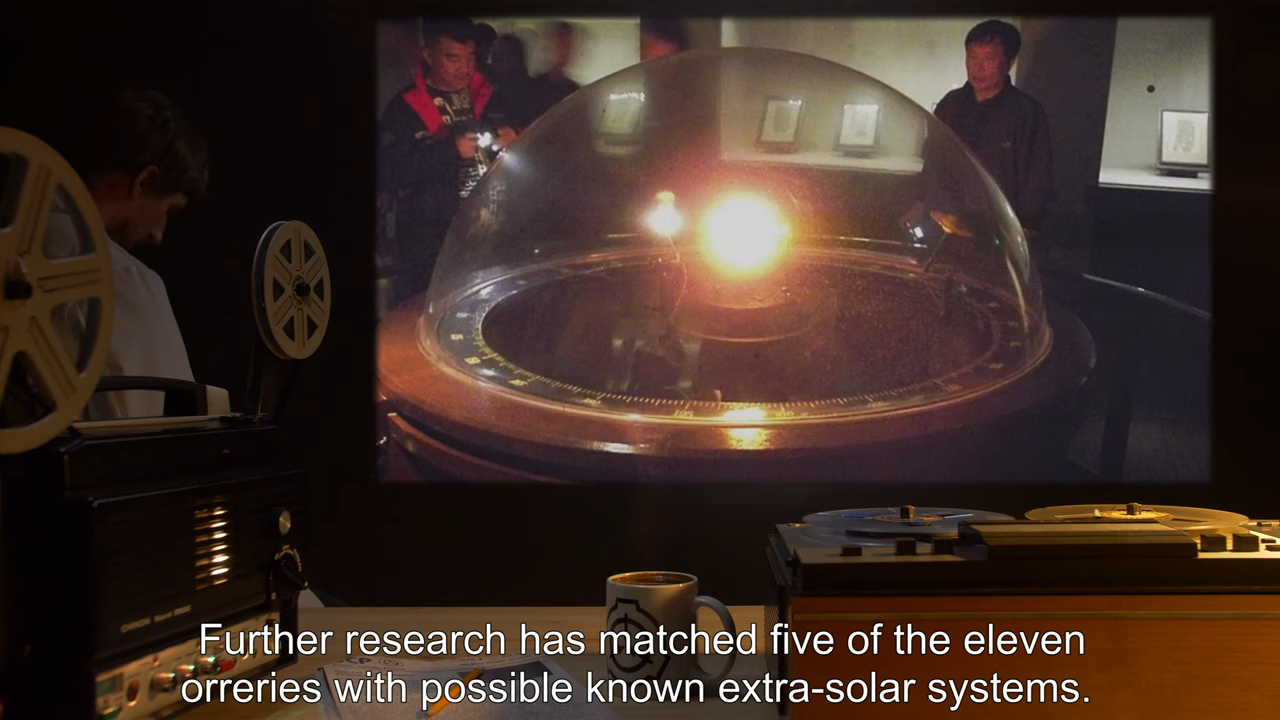 Further research has matched five of the eleven
orreries with possible known extra-solar systems.